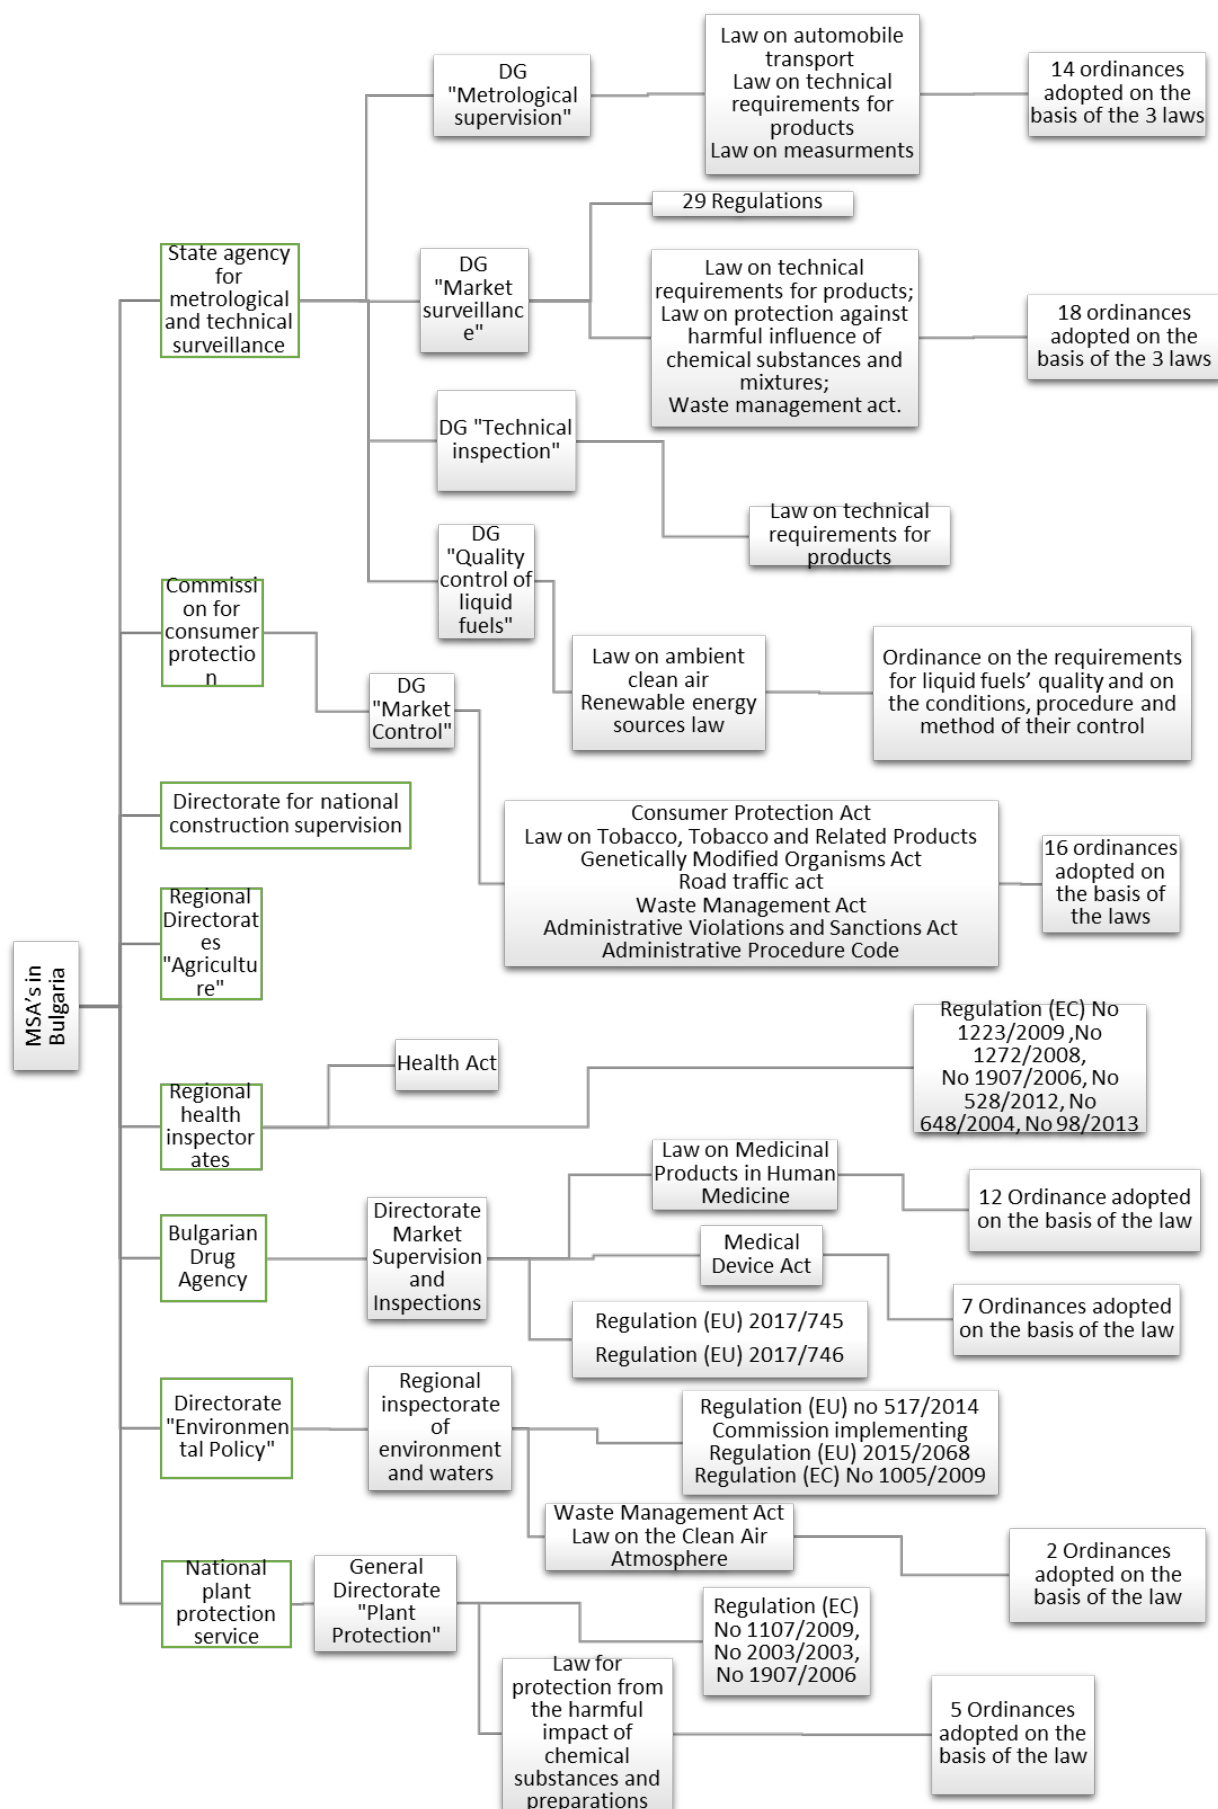 MSA's in
Bulgaria
State agency
for
metrological
and technical
surveillance
DG
"Metrological
supervision"
Law on automobile
transport
Law on technical
requirements for
products
Law on measurments
14 ordinances
adopted on the
basis of the 3 laws
DG
"Market
surveillanc
e"
29 Regulations
Law on technical
requirements for products;
Law on protection against
harmful influence of
chemical substances and
mixtures;
Waste management act.
18 ordinances
adopted on the
basis of the 3 laws
DG "Technical
inspection"
Law on technical
requirements for
products
DG
"Quality
control of
liquid
fuels"
Law on ambient
clean air
Renewable energy
sources law
Ordinance on the requirements
for liquid fuels’ quality and on
the conditions, procedure and
method of their control
Commissi
on for
consumer
protectio
n
DG
"Market
Control"
Consumer Protection Act
Law on Tobacco, Tobacco and Related Products
Genetically Modified Organisms Act
Road traffic act
Waste Management Act
Administrative Violations and Sanctions Act
Administrative Procedure Code
16 ordinances
adopted on
the basis of
the laws
Directorate for national
construction supervision
Regional
Directorat
es
"Agricultu
re"
Regional
health
inspector
ates
Health Act
Regulation (EC) No
1223/2009 ,No
1272/2008,
No 1907/2006, No
528/2012, No
648/2004, No 98/2013
Bulgarian
Drug
Agency
Directorate
Market
Supervision
and
Inspections
Law on Medicinal
Products in Human
Medicine
12 Ordinance adopted
on the basis of the law
Medical
Device Act
7 Ordinances adopted
on the basis of the law
Regulation (EU) 2017/745
Regulation (EU) 2017/746
Directorate
"Environmen
tal Policy"
Regional
inspectorate
of
environment
and waters
Regulation (EU) no 517/2014
Commission implementing
Regulation (EU) 2015/2068
Regulation (EC) No 1005/2009
Waste Management Act
Law on the Clean Air
Atmosphere
2 Ordinances
adopted on the
basis of the law
National
plant
protection
service
General
Directorate
"Plant
Protection"
Regulation (EC)
No 1107/2009,
No 2003/2003,
No 1907/2006
Law for
protection from
the harmful
impact of
chemical
substances and
preparations
5 Ordinances
adopted on the
basis of the law